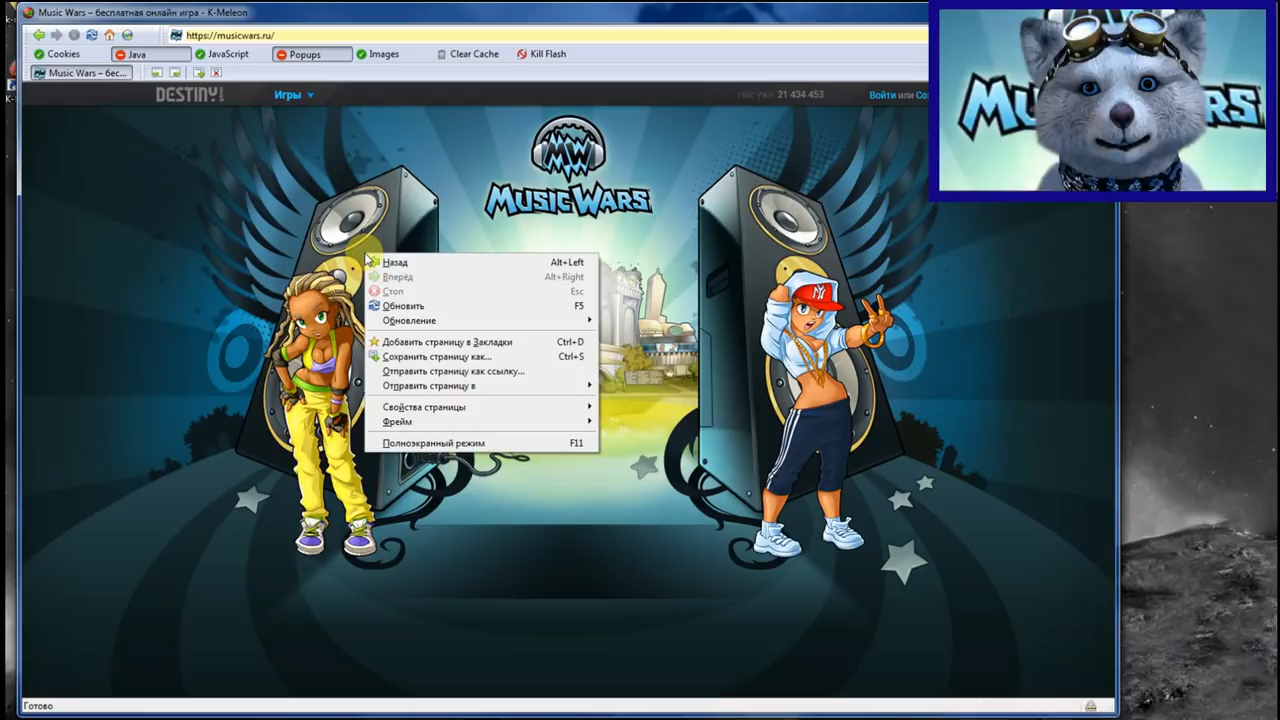 Music Wars – бесплатная онлайн игра - K-Meleon
https://musicwars.ru/
Cookies Java JavaScript Popups Images Clear Cache Kill Flash
Music Wars – бес...
DESTINY Игры Нас уже 21 434 453 Войти или Со
MW
MUSIC WARS
Назад Alt+Left
Вперёд Alt+Right
Стоп Esc
Обновить F5
Обновление
Добавить страницу в Закладки Ctrl+D
Сохранить страницу как... Ctrl+S
Отправить страницу как ссылку...
Отправить страницу в
Свойства страницы
Фрейм
Полноэкранный режим F11
Готово